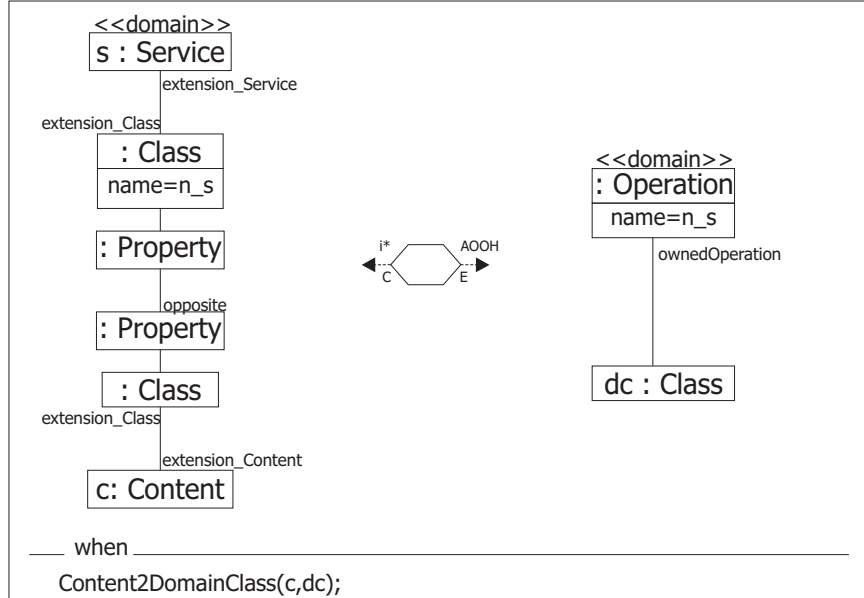 <<domain>>
s : Service
extension_Service
extension_Class
: Class
name=n_s
: Property
opposite
: Property
: Class
extension_Class
extension_Content
c: Content
i*
AOOH
C
E
<<domain>>
: Operation
name=n_s
ownedOperation
dc : Class
when
Content2DomainClass(c,dc);